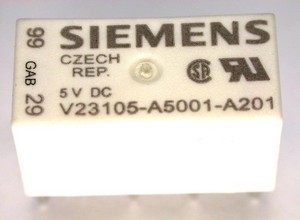 99 GAB 29
SIEMENS
CZECH
REP.
5 V DC
V23105-A5001-A201